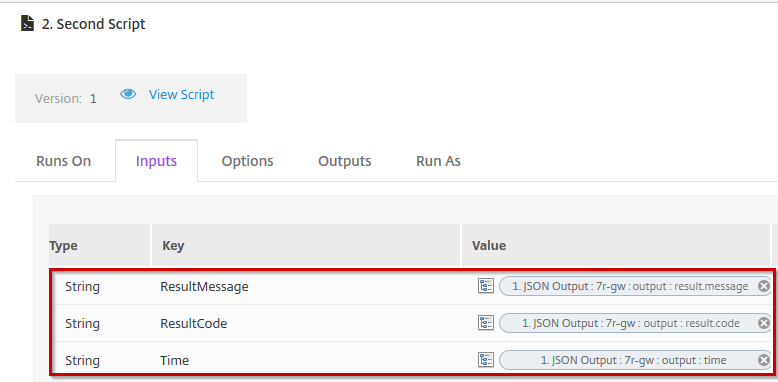 2. Second Script
Version: 1 View Script
Runs On Inputs Options Outputs Run As
Type Key Value
String ResultMessage 1. JSON Output : 7r-gw : output : result.message
String ResultCode 1. JSON Output : 7r-gw : output : result.code
String Time 1. JSON Output : 7r-gw : output : time